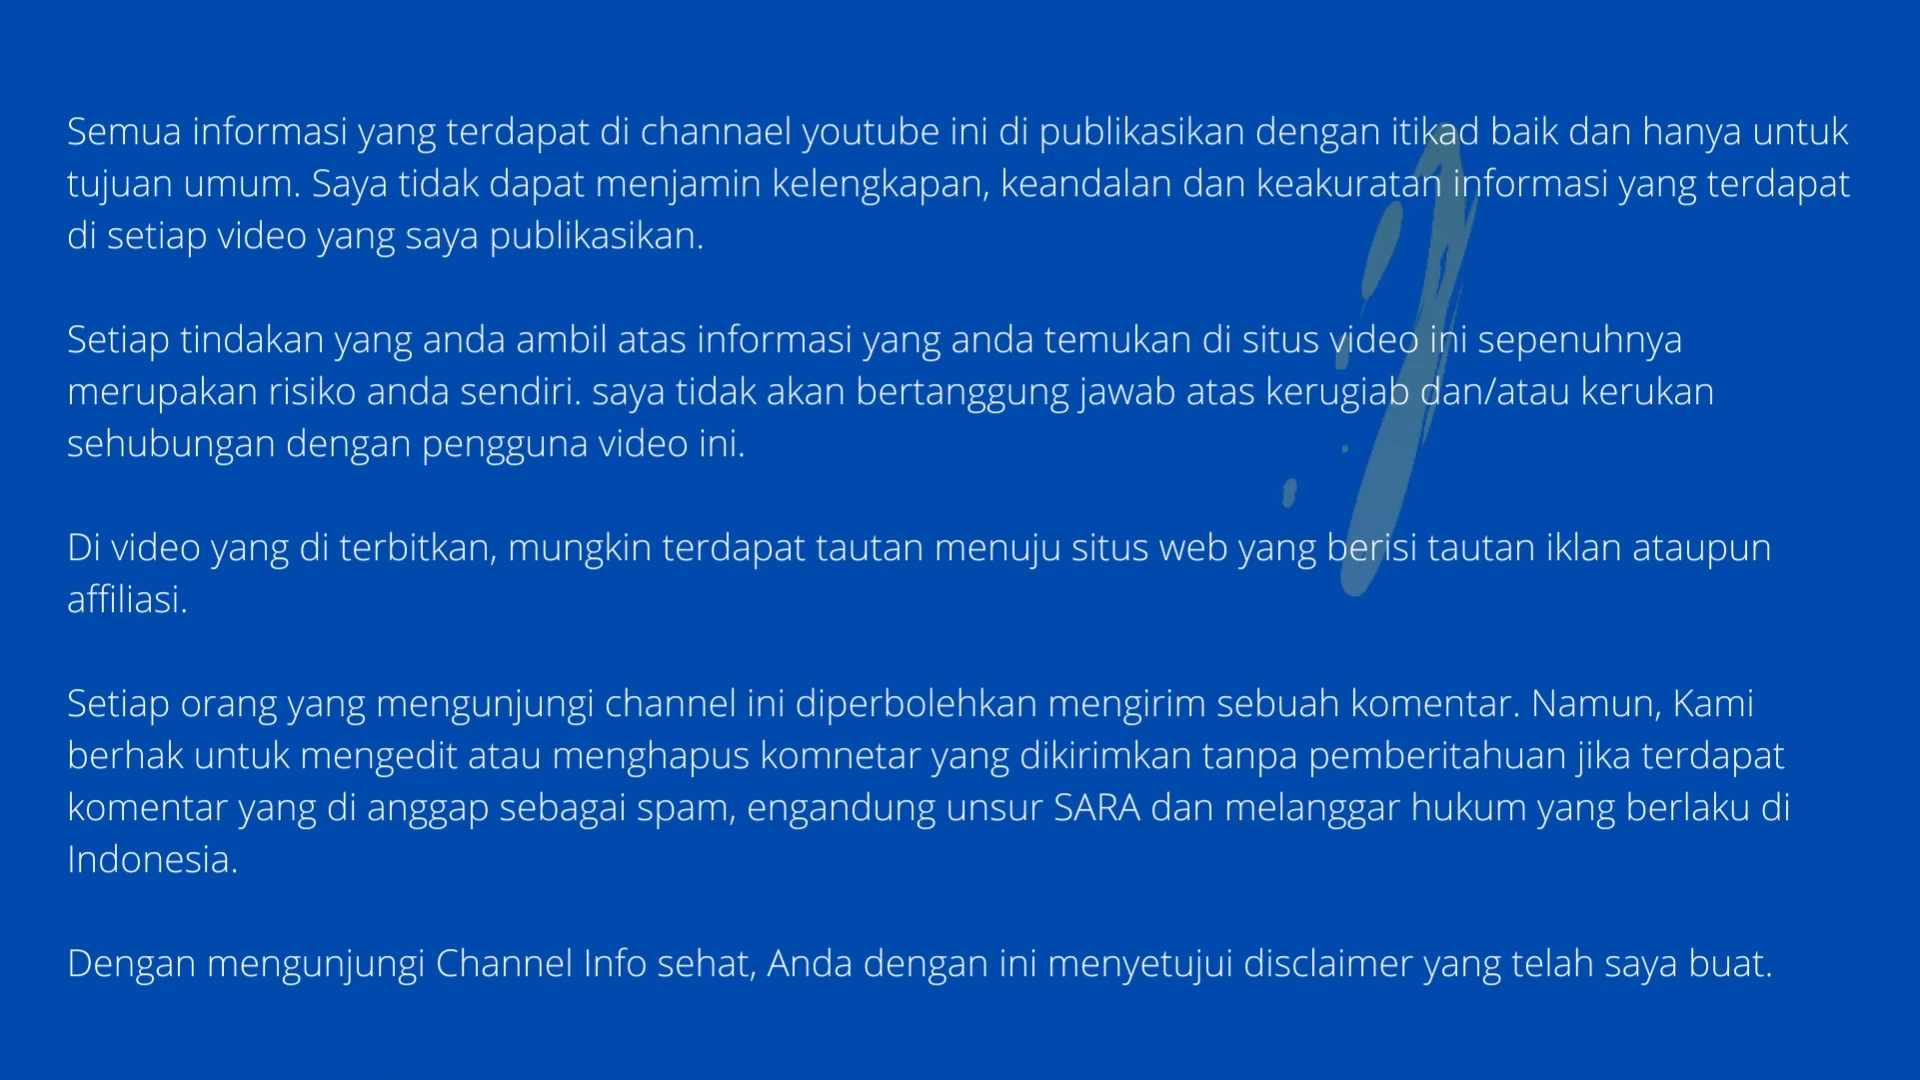 Semua informasi yang terdapat di channael youtube ini di publikasikan dengan itikad baik dan hanya untuk
tujuan umum. Saya tidak dapat menjamin kelengkapan, keandalan dan keakuratan informasi yang terdapat
di setiap video yang saya publikasikan.
Setiap tindakan yang anda ambil atas informasi yang anda temukan di situs video ini sepenuhnya
merupakan risiko anda sendiri. saya tidak akan bertanggung jawab atas kerugiab dan/atau kerukan
sehubungan dengan pengguna video ini.
Di video yang di terbitkan, mungkin terdapat tautan menuju situs web yang berisi tautan iklan ataupun
affiliasi.
Setiap orang yang mengunjungi channel ini diperbolehkan mengirim sebuah komentar. Namun, Kami
berhak untuk mengedit atau menghapus komnetar yang dikirimkan tanpa pemberitahuan jika terdapat
komentar yang di anggap sebagai spam, engandung unsur SARA dan melanggar hukum yang berlaku di
Indonesia.
Dengan mengunjungi Channel Info sehat, Anda dengan ini menyetujui disclaimer yang telah saya buat.